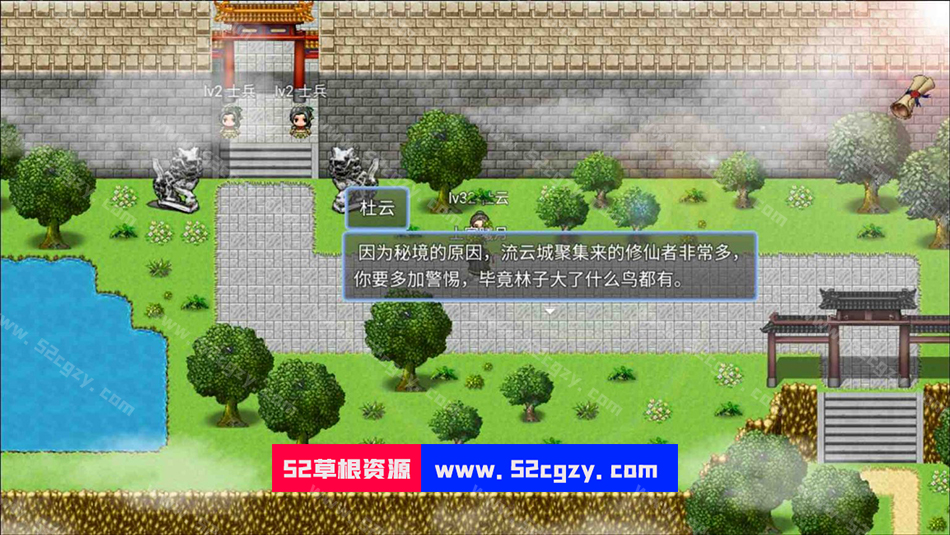 lv2 士兵 lv2 士兵
杜云
因为秘境的原因，流云城聚集来的修仙者非常多，
你要多加警惕，毕竟林子大了什么鸟都有。
52草根资源 www.52cgzy.com